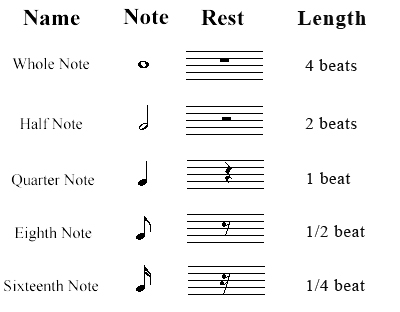 Name Note Rest Length
Whole Note 4 beats
Half Note 2 beats
Quarter Note 1 beat
Eighth Note 1/2 beat
Sixteenth Note 1/4 beat